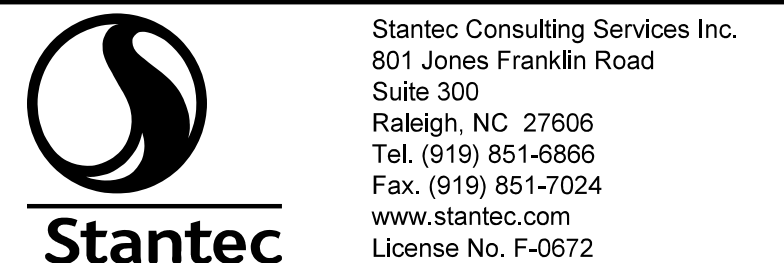 Stantec Consulting Services Inc.
801 Jones Franklin Road
Suite 300
Raleigh, NC  27606
Tel. (919) 851-6866
Fax. (919) 851-7024
www.stantec.com
License No. F-0672
Stantec